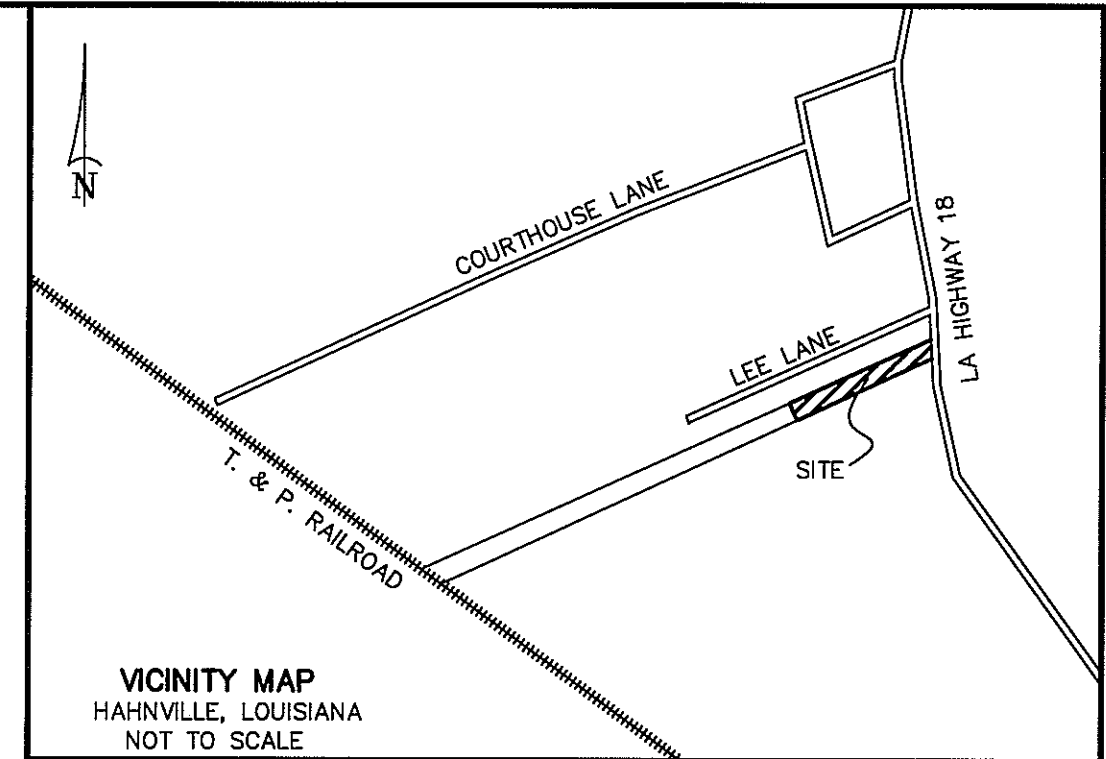 N
COURTHOUSE LANE
LA HIGHWAY 18
LEE LANE
SITE
T. & P. RAILROAD
VICINITY MAP
HAHNVILLE, LOUISIANA
NOT TO SCALE